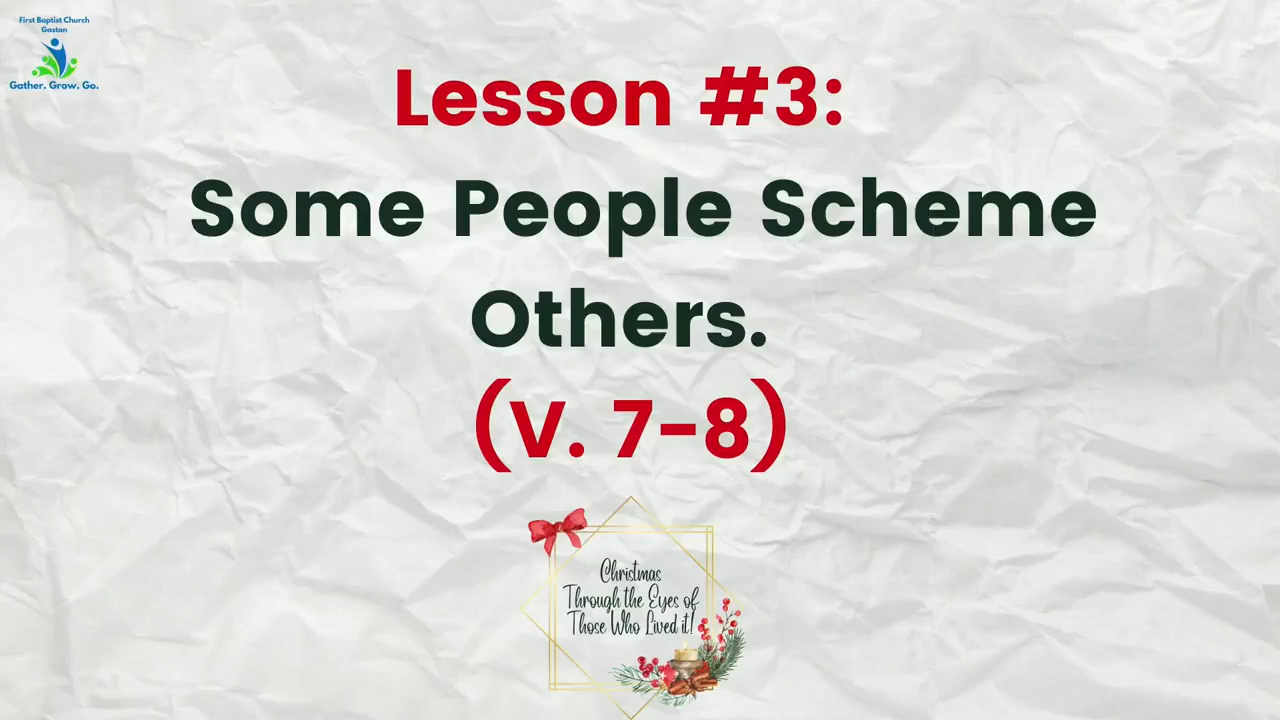 First Baptist Church
Gaston
Gather. Grow. Go.
Lesson #3:
Some People Scheme
Others.
(V. 7-8)
Christmas
Through the Eyes of
Those Who Lived it!